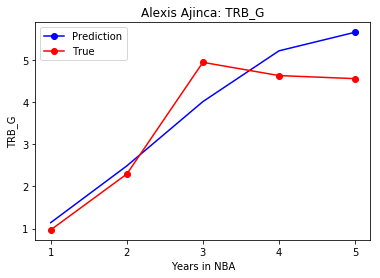 Alexis Ajinca: TRB_G
Prediction
True
5
4
3
2
1
TRB_G
1 2 3 4 5
Years in NBA